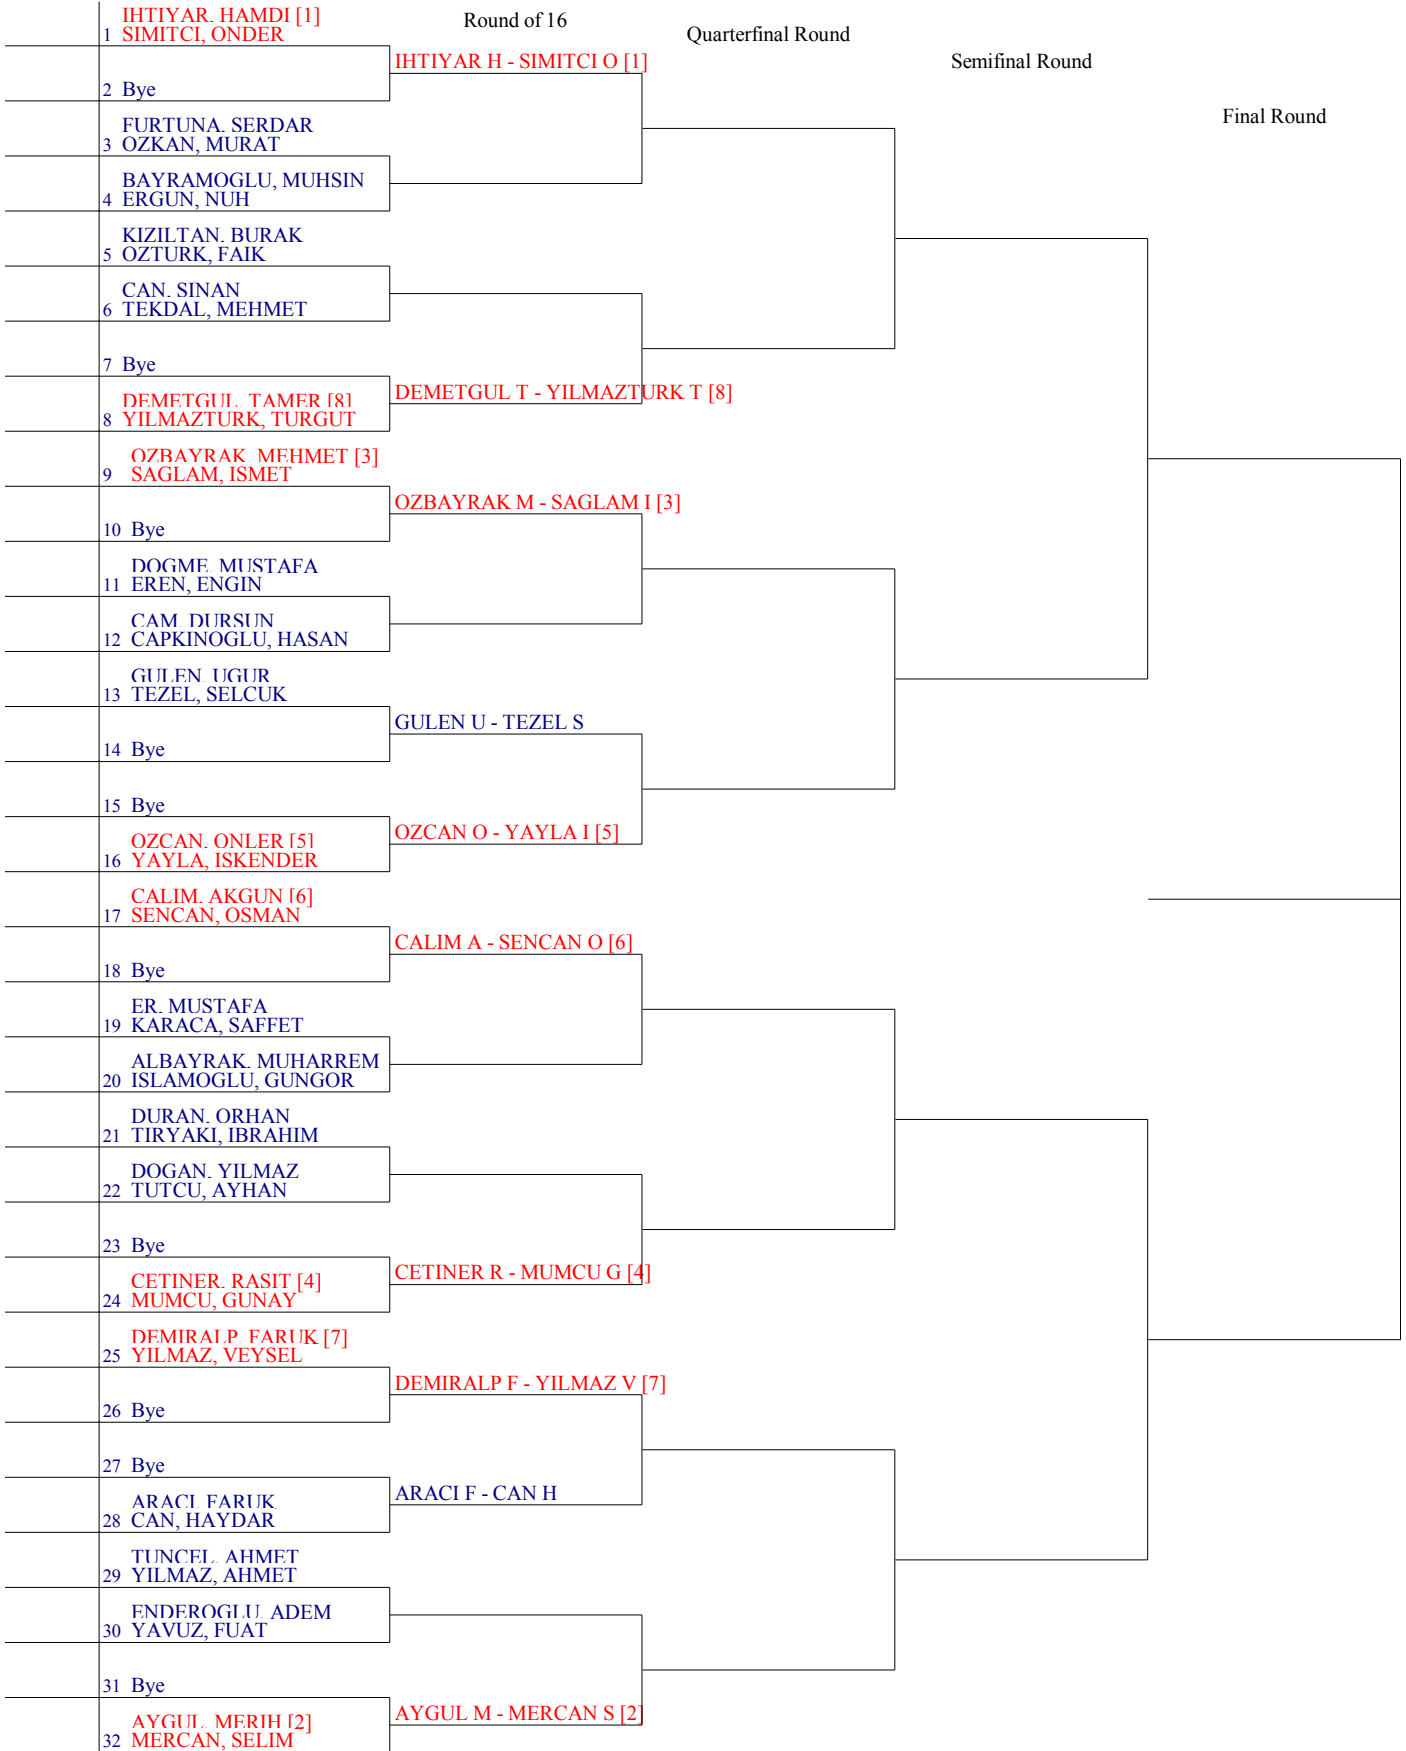 IHTIYAR, HAMDI [1]
1 SIMITCI, ONDER
Round of 16
Quarterfinal Round
Semifinal Round
Final Round
IHTIYAR H - SIMITCI O [1]
2 Bye
FURTUNA, SERDAR
3 OZKAN, MURAT
BAYRAMOGLU, MUHSIN
4 ERGUN, NUH
KIZILTAN, BURAK
5 OZTURK, FAIK
CAN, SINAN
6 TEKDAL, MEHMET
7 Bye
DEMETGUL T - YILMAZTURK T [8]
DEMETGUL, TAMER [8]
8 YILMAZTURK, TURGUT
OZBAYRAK, MEHMET [3]
9 SAGLAM, ISMET
OZBAYRAK M - SAGLAM I [3]
10 Bye
DOGME, MUSTAFA
11 EREN, ENGIN
CAM, DURSUN
12 CAPKINOGLU, HASAN
GULEN, UGUR
13 TEZEL, SELCUK
GULEN U - TEZEL S
14 Bye
15 Bye
OZCAN O - YAYLA I [5]
OZCAN, ONLER [5]
16 YAYLA, ISKENDER
CALIM, AKGUN [6]
17 SENCAN, OSMAN
CALIM A - SENCAN O [6]
18 Bye
ER, MUSTAFA
19 KARACA, SAFFET
ALBAYRAK, MUHARREM
20 ISLAMOGLU, GUNGOR
DURAN, ORHAN
21 TIRYAKI, IBRAHIM
DOGAN, YILMAZ
22 TUTCU, AYHAN
23 Bye
CETINER R - MUMCU G [4]
CETINER, RASIT [4]
24 MUMCU, GUNAY
DEMIRALP, FARUK [7]
25 YILMAZ, VEYSEL
DEMIRALP F - YILMAZ V [7]
26 Bye
27 Bye
ARACI F - CAN H
ARACI, FARUK
28 CAN, HAYDAR
TUNCEL, AHMET
29 YILMAZ, AHMET
ENDEROGLU, ADEM
30 YAVUZ, FUAT
31 Bye
AYGUL M - MERCAN S [2]
AYGUL, MERIH [2]
32 MERCAN, SELIM